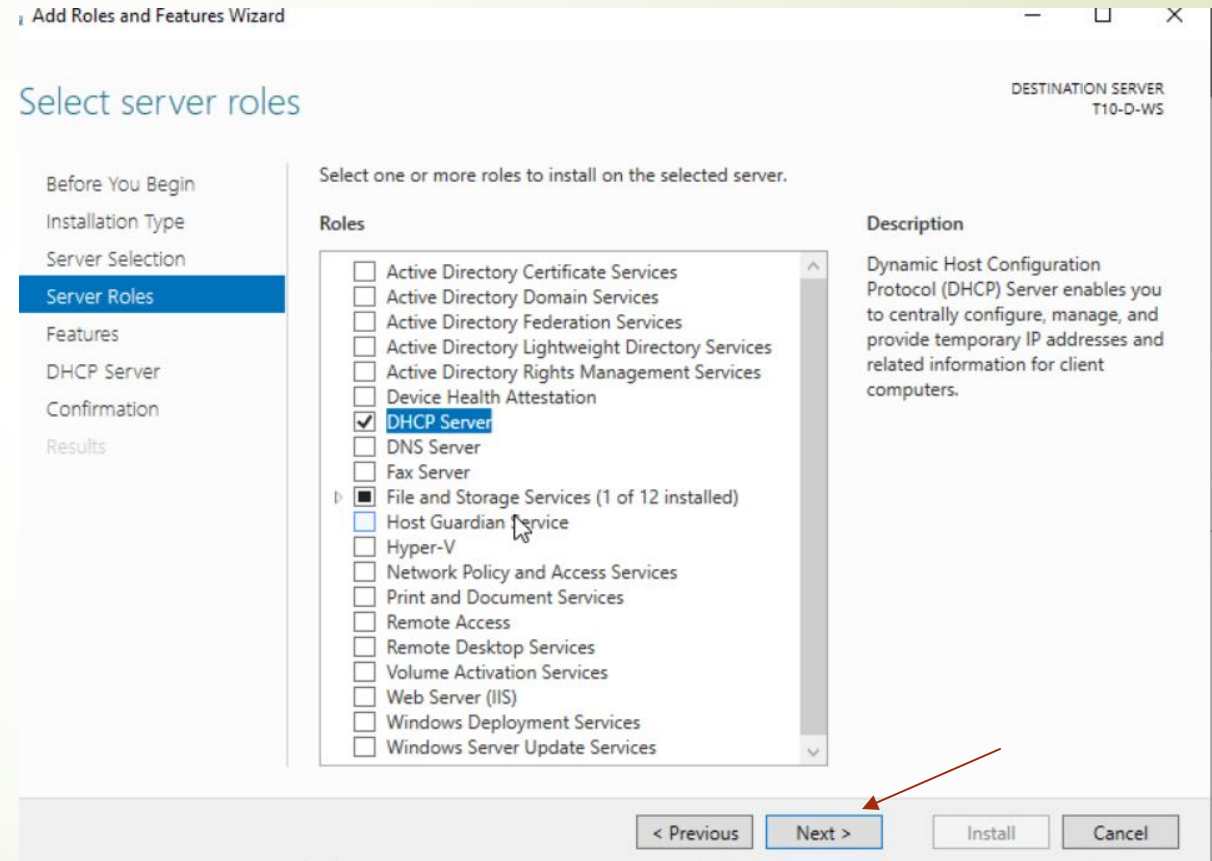 Add Roles and Features Wizard
Select server roles
DESTINATION SERVER
T10-D-WS
Before You Begin
Installation Type
Server Selection
Server Roles
Features
DHCP Server
Confirmation
Results
Select one or more roles to install on the selected server.
Roles
Active Directory Certificate Services
Active Directory Domain Services
Active Directory Federation Services
Active Directory Lightweight Directory Services
Active Directory Rights Management Services
Device Health Attestation
DHCP Server
DNS Server
Fax Server
File and Storage Services (1 of 12 installed)
Host Guardian Service
Hyper-V
Network Policy and Access Services
Print and Document Services
Remote Access
Remote Desktop Services
Volume Activation Services
Web Server (IIS)
Windows Deployment Services
Windows Server Update Services
Description
Dynamic Host Configuration
Protocol (DHCP) Server enables you
to centrally configure, manage, and
provide temporary IP addresses and
related information for client
computers.
< Previous
Next >
Install
Cancel